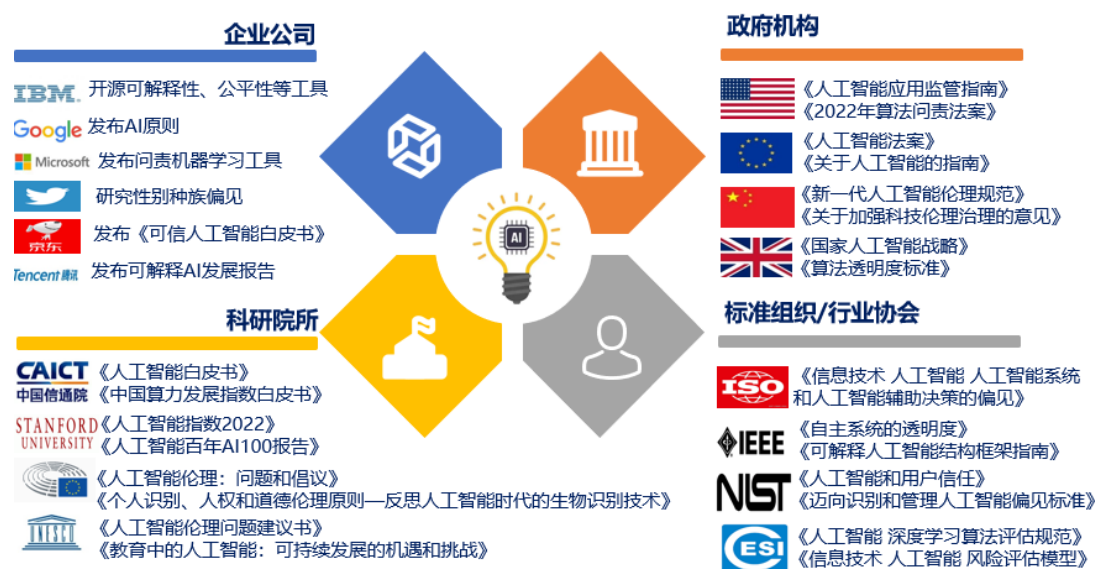 企业公司
IBM.
开源可解释性、公平性等工具
Google
发布AI原则
Microsoft
发布问责机器学习工具
研究性别种族偏见
京东
发布《可信人工智能白皮书》
Tencent 腾讯
发布可解释AI发展报告
政府机构
《人工智能应用监管指南》
《2022年算法问责法案》
《人工智能法案》
《关于人工智能的指南》
《新一代人工智能伦理规范》
《关于加强科技伦理治理的意见》
《国家人工智能战略》
《算法透明度标准》
AI
科研院所
CAICT
中国信通院
《人工智能白皮书》
《中国算力发展指数白皮书》
STANFORD
UNIVERSITY
《人工智能指数2022》
《人工智能百年AI100报告》
《人工智能伦理：问题和倡议》
《个人识别、人权和道德伦理原则—反思人工智能时代的生物识别技术》
UNESCO
《人工智能伦理问题建议书》
《教育中的人工智能：可持续发展的机遇和挑战》
标准组织/行业协会
ISO
《信息技术 人工智能 人工智能系统
和人工智能辅助决策的偏见》
IEEE
《自主系统的透明度》
《可解释人工智能结构框架指南》
NIST
《人工智能和用户信任》
《迈向识别和管理人工智能偏见标准》
CESI
《人工智能 深度学习算法评估规范》
《信息技术 人工智能 风险评估模型》